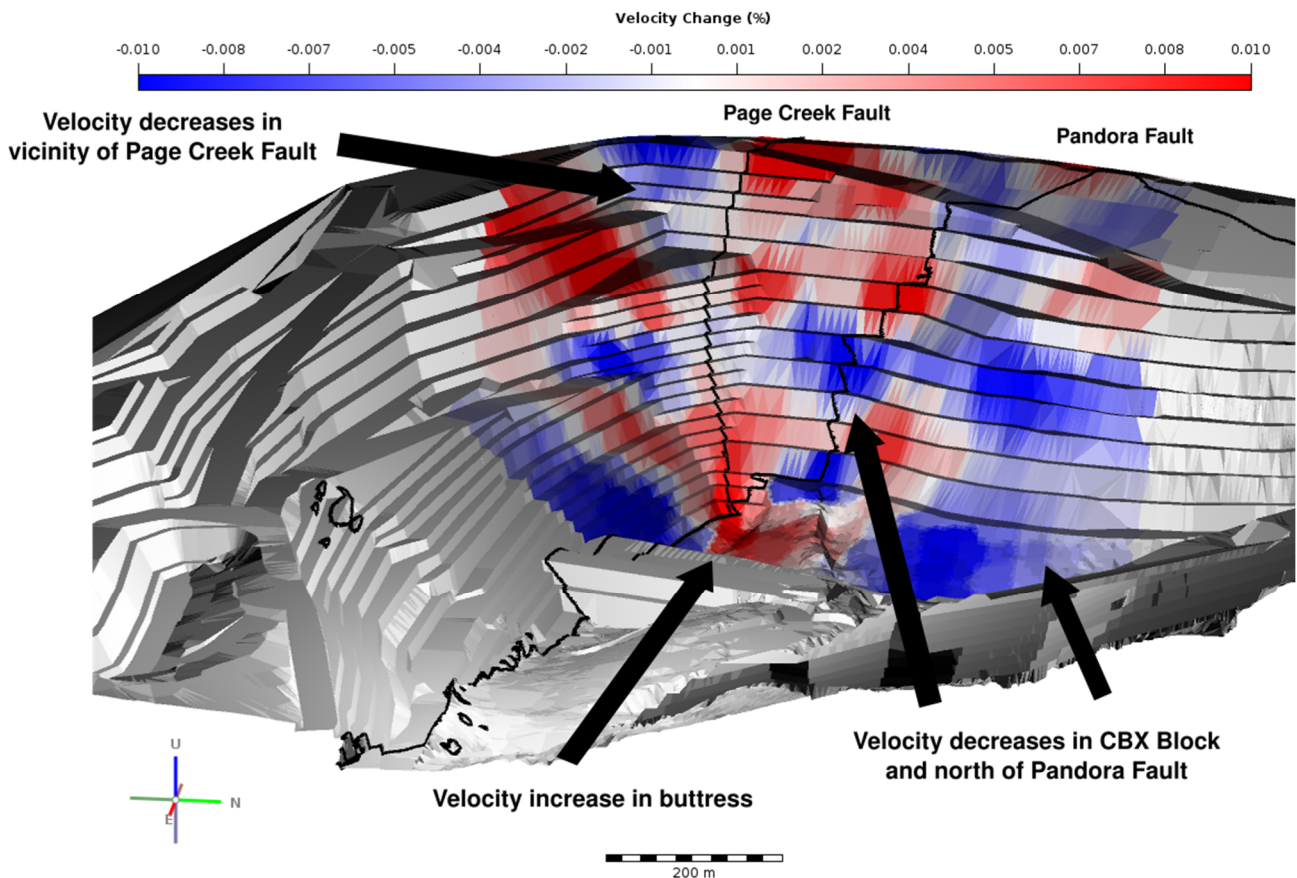 Velocity Change (%)
-0.010 -0.008 -0.007 -0.005 -0.004 -0.002 -0.001 0.001 0.002 0.004 0.005 0.007 0.008 0.010
Velocity decreases in
vicinity of Page Creek Fault
Page Creek Fault
Pandora Fault
Velocity decreases in CBX Block
and north of Pandora Fault
Velocity increase in buttress
U
N
E
200 m